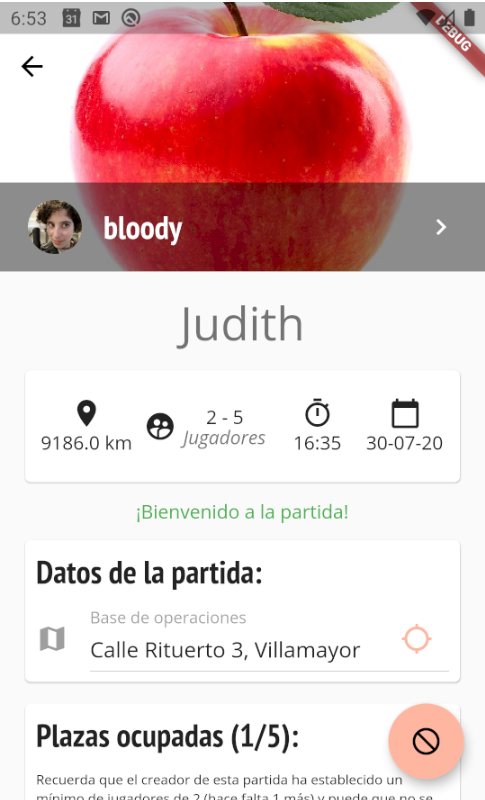 6:53
31
DEBUG
bloody
Judith
9186.0 km
2 - 5
Jugadores
16:35
30-07-20
¡Bienvenido a la partida!
Datos de la partida:
Base de operaciones
Calle Rituerto 3, Villamayor
Plazas ocupadas (1/5):
Recuerda que el creador de esta partida ha establecido un
mínimo de jugadores de 2 (hace falta 1 más) y puede que no se